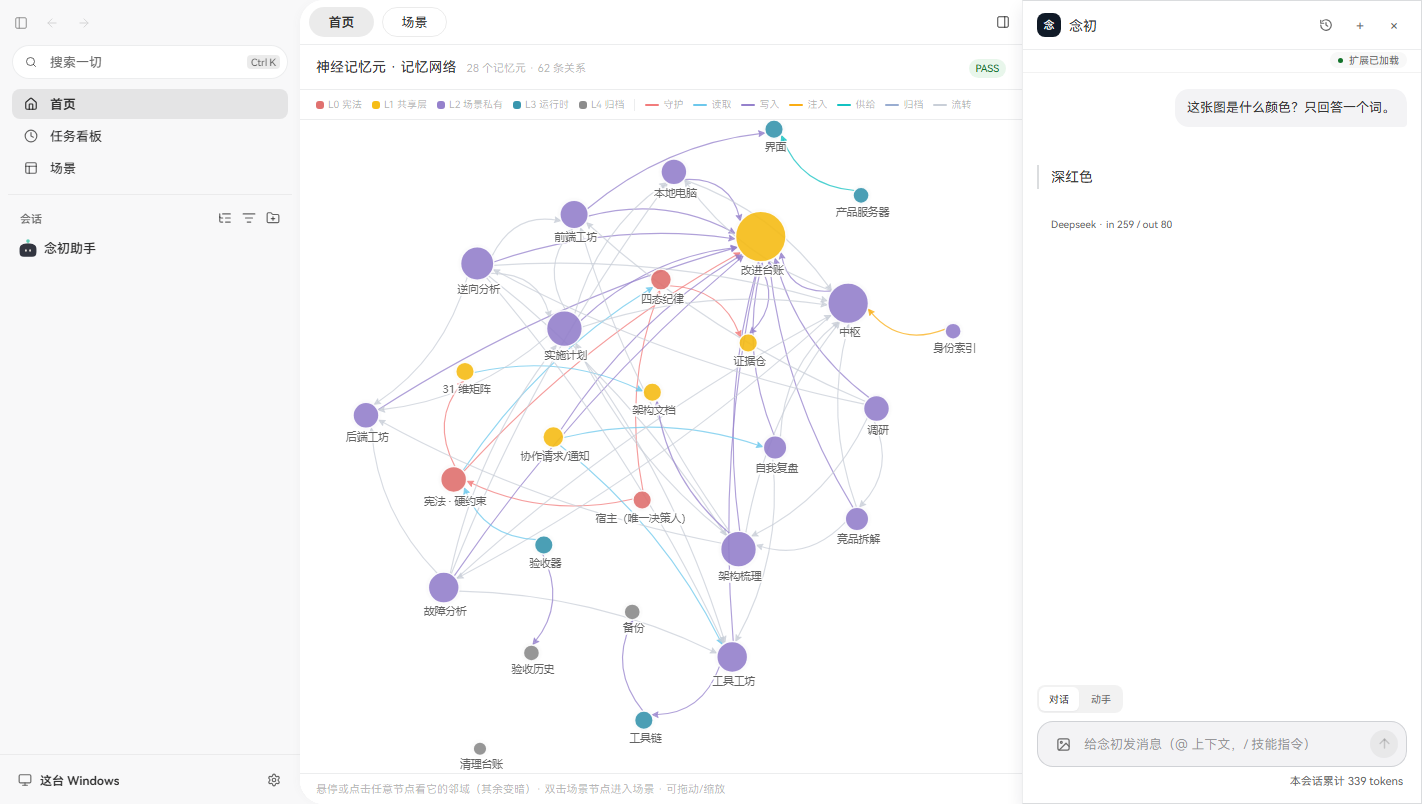 搜索一切 Ctrl K
首页
任务看板
场景
会话
念初助手
这台 Windows
首页 场景
神经记忆元 · 记忆网络 28 个记忆元 · 62 条关系 PASS
L0 宪法 L1 共享层 L2 场景私有 L3 运行时 L4 归档 守护 读取 写入 注入 供给 归档 流转
界面
本地电脑
产品服务器
前端工坊
改进台账
逆向分析
四态纪律
中枢
实施计划
证据仓
身份索引
31 维矩阵
架构文档
后端工坊
调研
协作请求/通知
自我复盘
宪法 · 硬约束
宿主（唯一决策人）
竞品拆解
验收器
架构梳理
故障分析
备份
验收历史
工具工坊
工具链
清理台账
悬停或点击任意节点看它的邻域（其余变暗）· 双击场景节点进入场景 · 可拖动/缩放
念 念初
扩展已加载
这张图是什么颜色？只回答一个词。
深红色
Deepseek · in 259 / out 80
对话 动手
给念初发消息（@ 上下文，/ 技能指令）
本会话累计 339 tokens